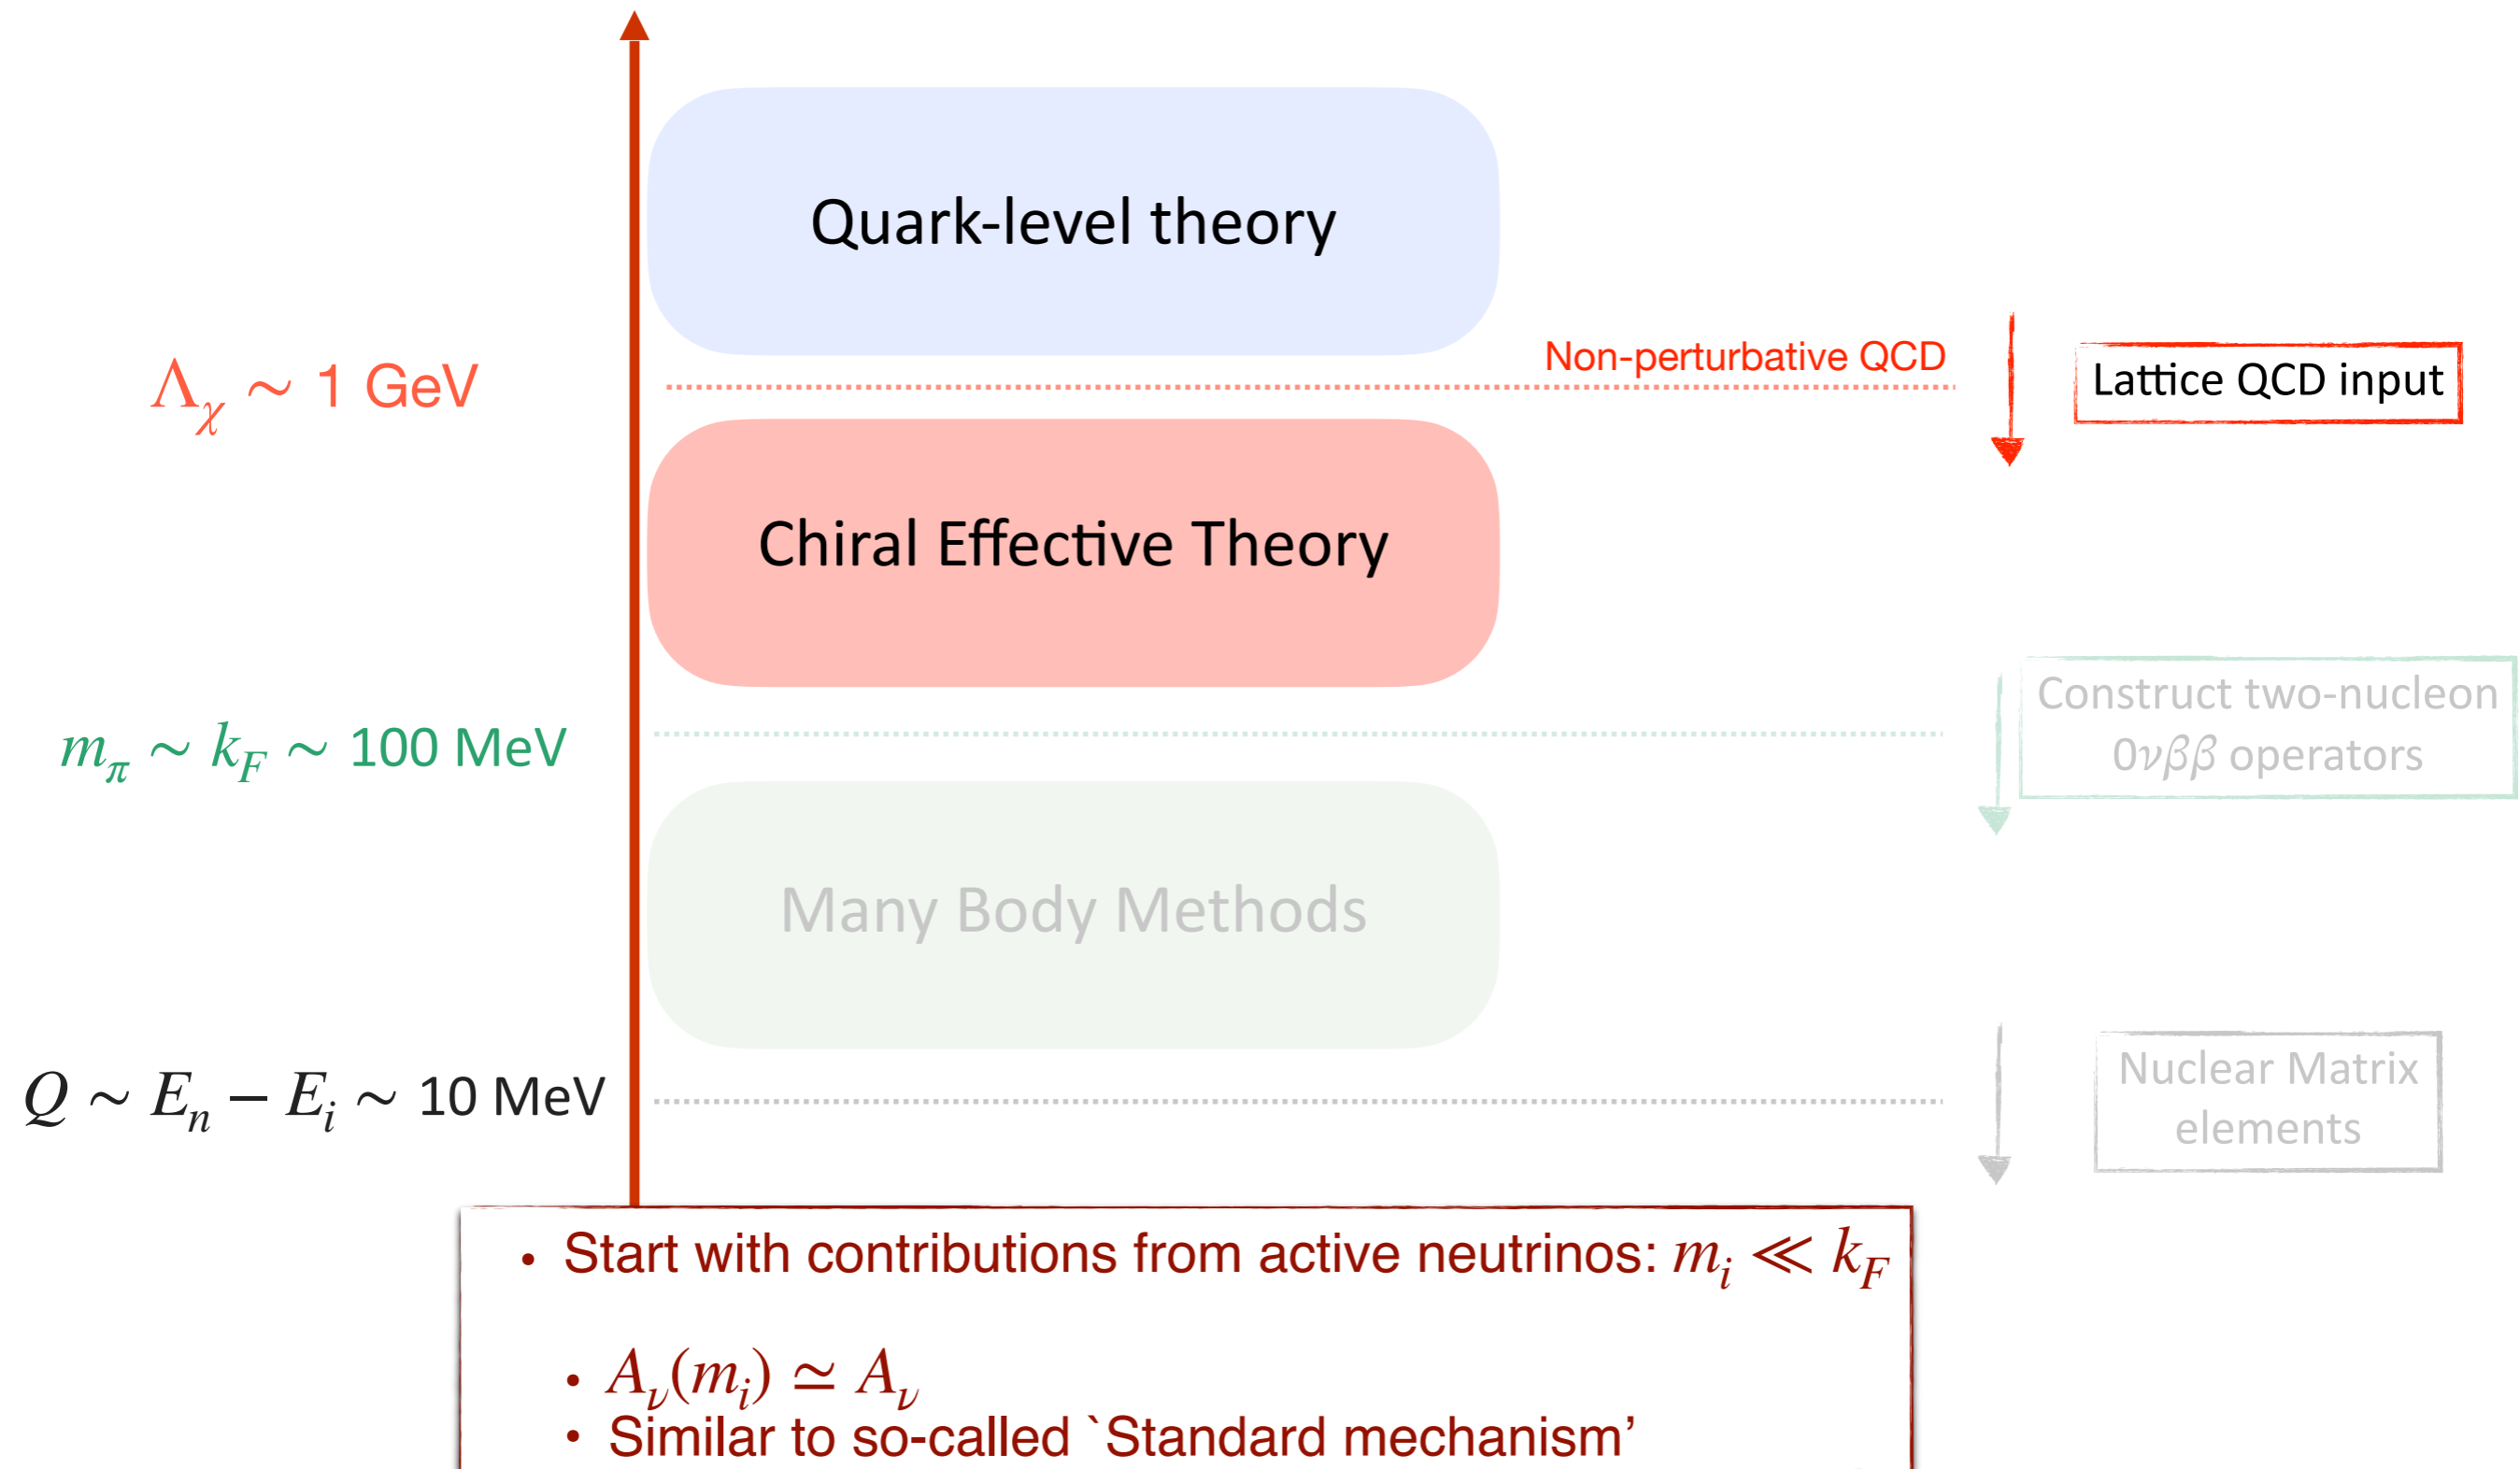 Quark-level theory
Non-perturbative QCD
Λχ ∼ 1 GeV
Lattice QCD input
Chiral Effective Theory
Construct two-nucleon
0νββ operators
mπ ∼ kF ∼ 100 MeV
Many Body Methods
Nuclear Matrix
elements
Q ∼ En − Ei ∼ 10 MeV
• Start with contributions from active neutrinos: mi ≪ kF
• Aν(mi) ≃ Aν
• Similar to so-called `Standard mechanism’